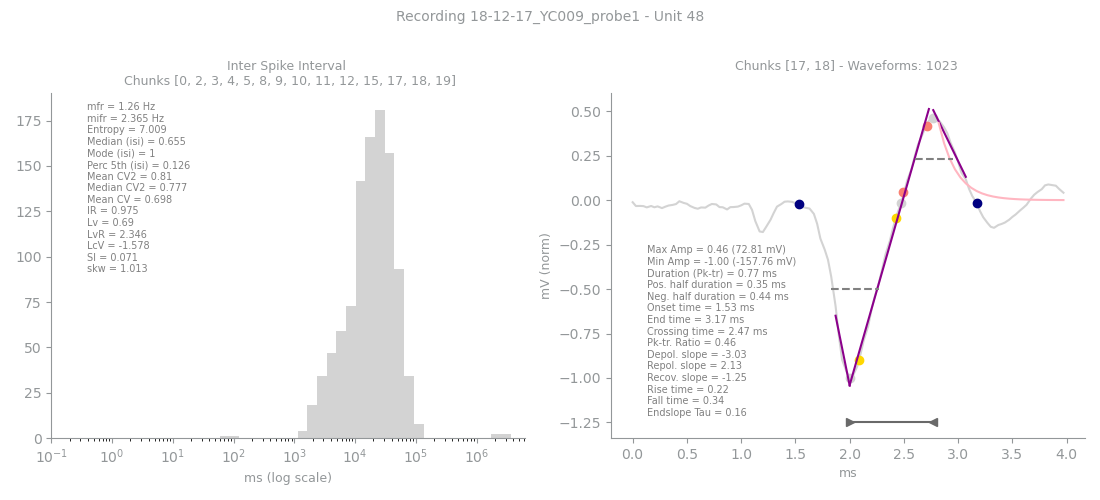 Recording 18-12-17_YC009_probe1 - Unit 48
Inter Spike Interval
Chunks [0, 2, 3, 4, 5, 8, 9, 10, 11, 12, 15, 17, 18, 19]
mfr = 1.26 Hz
mifr = 2.365 Hz
Entropy = 7.009
Median (isi) = 0.655
Mode (isi) = 1
Perc 5th (isi) = 0.126
Mean CV2 = 0.81
Median CV2 = 0.777
Mean CV = 0.698
IR = 0.975
Lv = 0.69
LvR = 2.346
LcV = -1.578
SI = 0.071
skw = 1.013
175
150
125
100
75
50
25
0
10⁻¹ 10⁰ 10¹ 10² 10³ 10⁴ 10⁵ 10⁶
ms (log scale)
Chunks [17, 18] - Waveforms: 1023
mV (norm)
0.50
0.25
0.00
−0.25
−0.50
−0.75
−1.00
−1.25
Max Amp = 0.46 (72.81 mV)
Min Amp = -1.00 (-157.76 mV)
Duration (Pk-tr) = 0.77 ms
Pos. half duration = 0.35 ms
Neg. half duration = 0.44 ms
Onset time = 1.53 ms
End time = 3.17 ms
Crossing time = 2.47 ms
Pk-tr. Ratio = 0.46
Depol. slope = -3.03
Repol. slope = 2.13
Recov. slope = -1.25
Rise time = 0.22
Fall time = 0.34
Endslope Tau = 0.16
0.0 0.5 1.0 1.5 2.0 2.5 3.0 3.5 4.0
ms